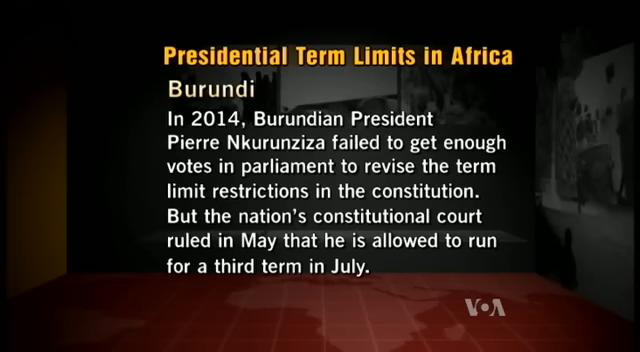 Presidential Term Limits in Africa
Burundi
In 2014, Burundian President
Pierre Nkurunziza failed to get enough
votes in parliament to revise the term
limit restrictions in the constitution.
But the nation's constitutional court
ruled in May that he is allowed to run
for a third term in July.
VOA